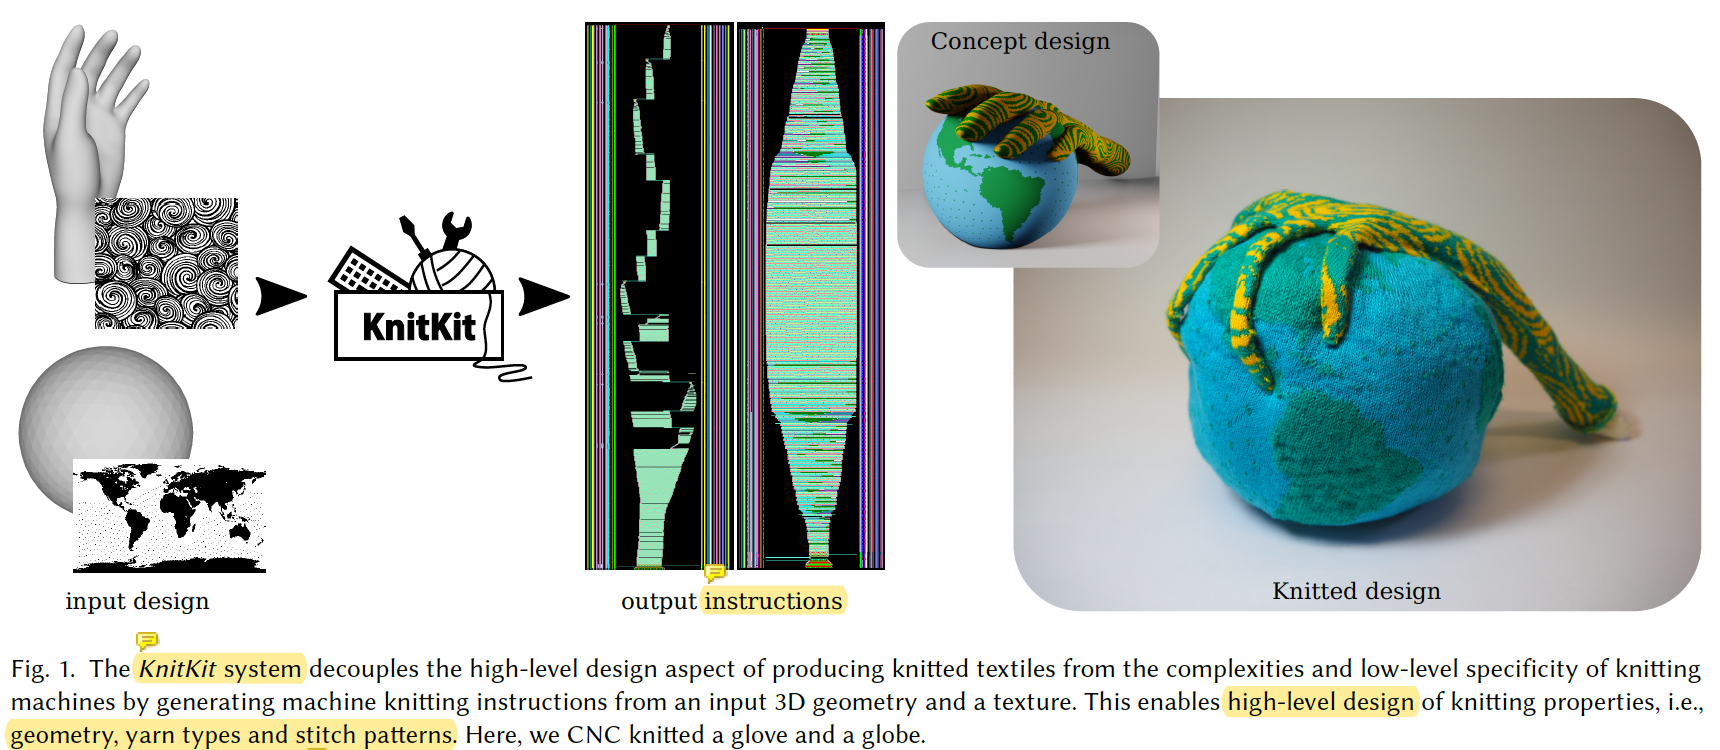 Concept design
KnitKit
Knitted design
input design
output instructions
Fig. 1. The KnitKit system decouples the high-level design aspect of producing knitted textiles from the complexities and low-level specificity of knitting
machines by generating machine knitting instructions from an input 3D geometry and a texture. This enables high-level design of knitting properties, i.e.,
geometry, yarn types and stitch patterns. Here, we CNC knitted a glove and a globe.